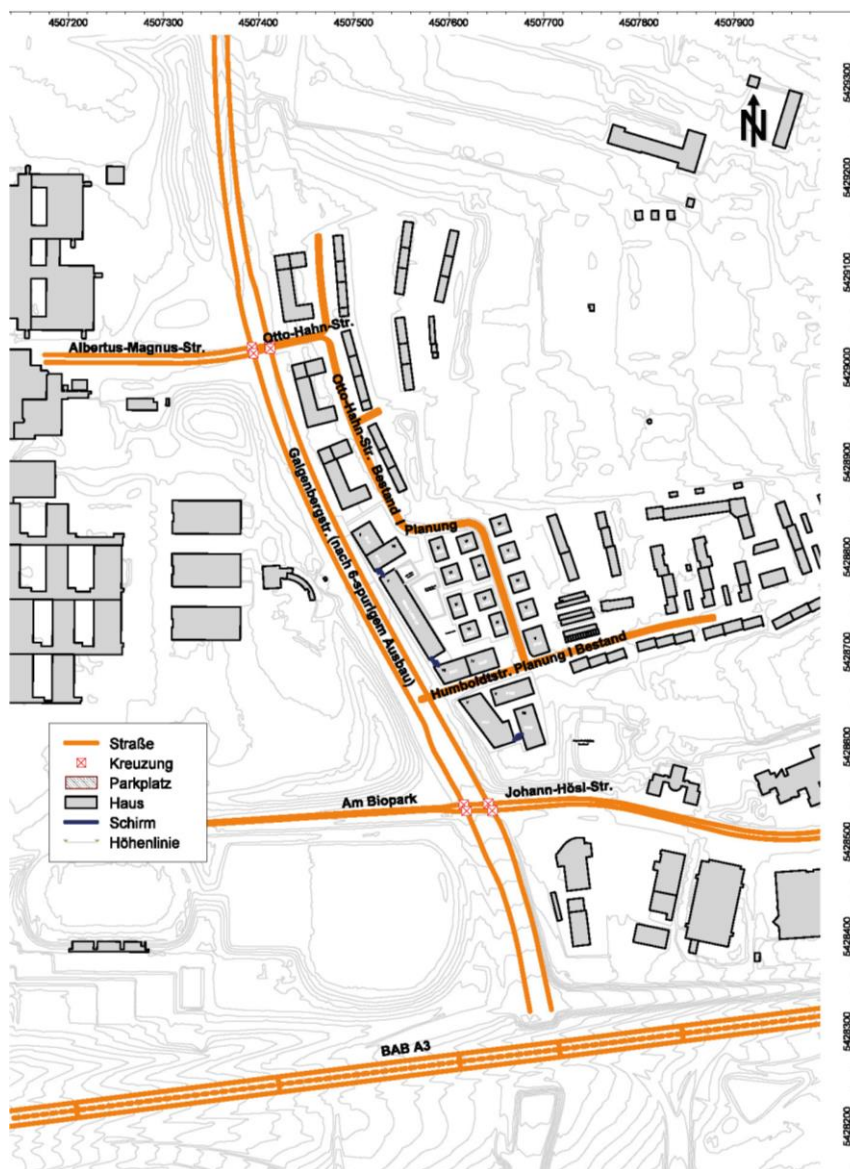 4507200 4507300 4507400 4507500 4507600 4507700 4507800 4507900
5429300
N
5429200
5429100
Otto-Hahn-Str.
Albertus-Magnus-Str.
5429000
Otto-Hahn-Str. Bestand | Planung
5428900
Galgenbergstr. (nach 6-spurigem Ausbau)
5428800
5428700
Humboldtstr. Planung | Bestand
5428600
Straße
Kreuzung
Parkplatz
Haus
Schirm
Höhenlinie
Am Biopark
Johann-Hösl-Str.
5428500
5428400
5428300
BAB A3
5428200